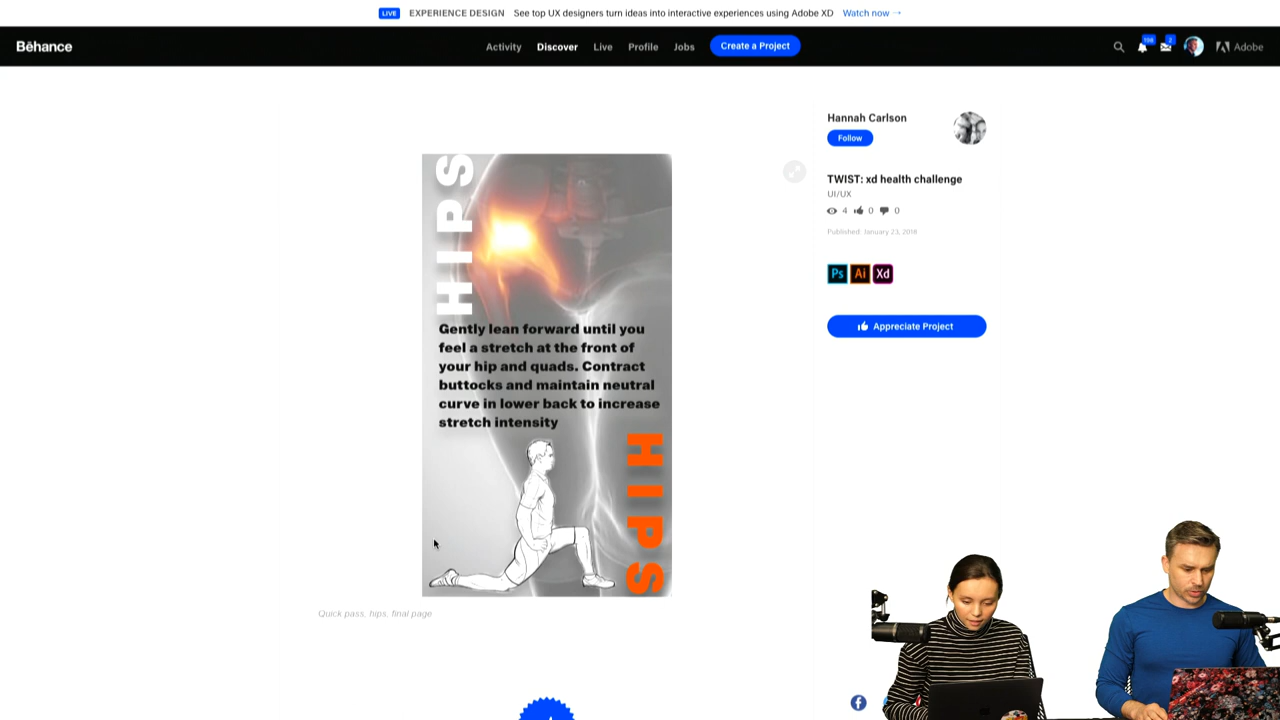 LIVE EXPERIENCE DESIGN See top UX designers turn ideas into interactive experiences using Adobe XD Watch now →
Bēhance Activity Discover Live Profile Jobs Create a Project Adobe
Hannah Carlson
Follow
TWIST: xd health challenge
UI/UX
4 0 0
Published: January 23, 2018
Ps Ai Xd
Appreciate Project
HIPS
Gently lean forward until you
feel a stretch at the front of
your hip and quads. Contract
buttocks and maintain neutral
curve in lower back to increase
stretch intensity
HIPS
Quick pass, hips, final page